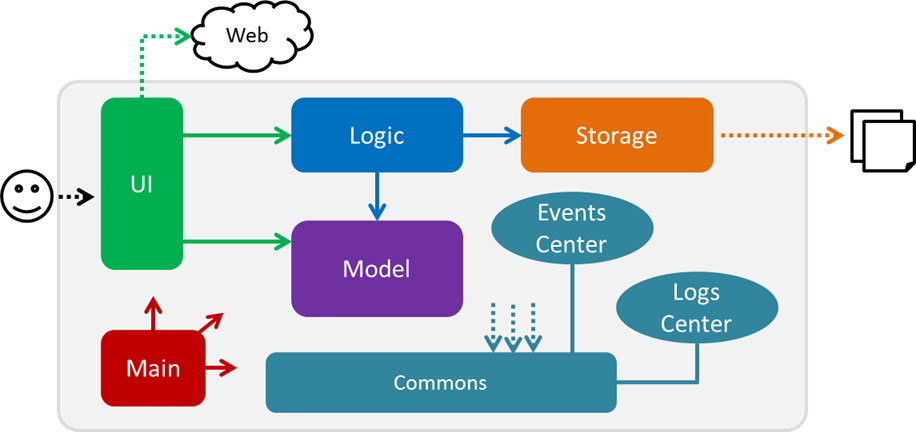 Web
UI
Logic
Storage
Model
Events
Center
Logs
Center
Main
Commons